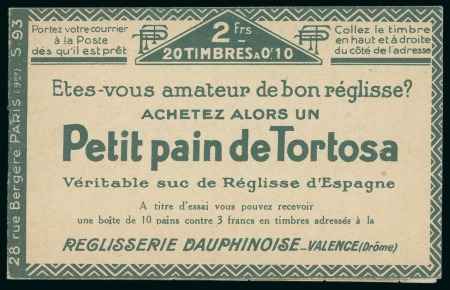 Portez votre courrier
à la Poste
dès qu'il est prêt
2 frs
20 TIMBRES A 0f10
Collez le timbre
en haut et à droite
du côté de l'adresse
Etes-vous amateur de bon réglisse?
ACHETEZ ALORS UN
Petit pain de Tortosa
Véritable suc de Réglisse d'Espagne
A titre d'essai vous pouvez recevoir
une boîte de 10 pains contre 3 francs en timbres adressés à la
REGLISSERIE DAUPHINOISE_VALENCE(Drôme)
28 rue Bergère PARIS (9me) S. 93